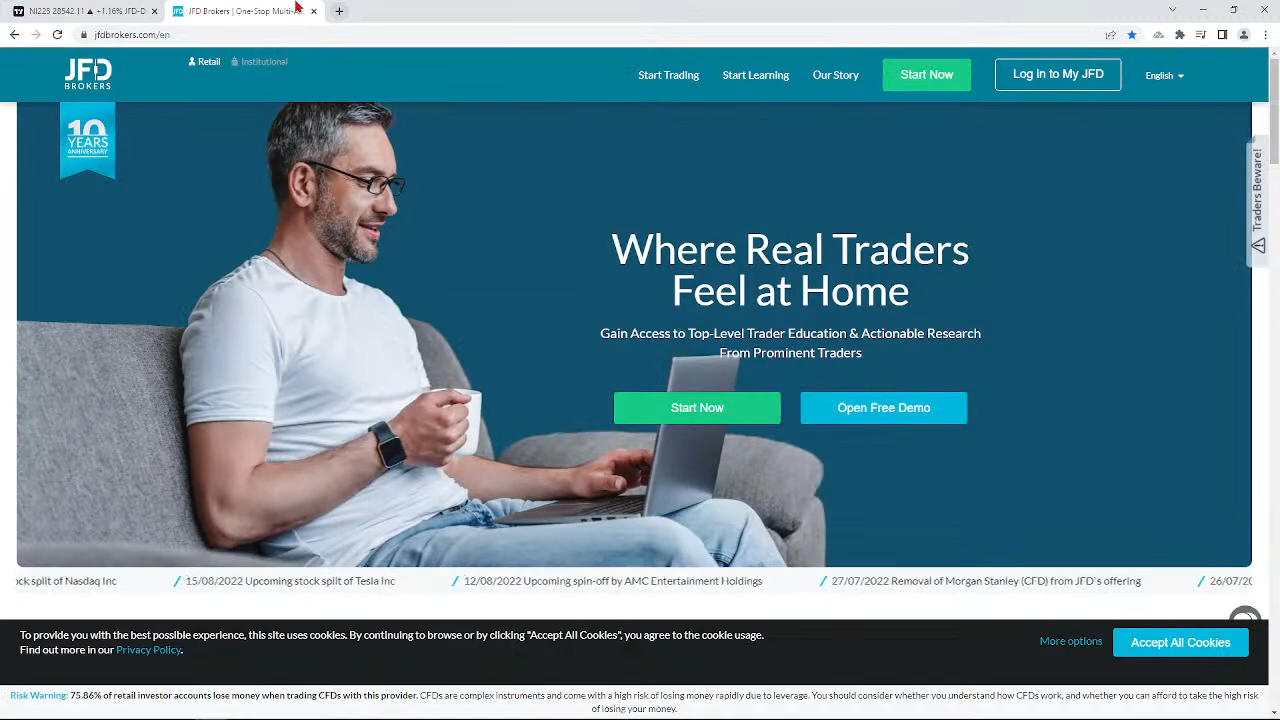 NI225 28542.11 ▲ +1.16% JFD-D
JFD Brokers | One-Stop Multi-A
jfdbrokers.com/en
JFD
BROKERS
Retail
Institutional
Start Trading
Start Learning
Our Story
Start Now
Log In to My JFD
English
10
YEARS
ANNIVERSARY
Traders Beware!
Where Real Traders
Feel at Home
Gain Access to Top-Level Trader Education & Actionable Research
From Prominent Traders
Start Now
Open Free Demo
ock split of Nasdaq Inc
15/08/2022 Upcoming stock split of Tesla Inc
12/08/2022 Upcoming spin-off by AMC Entertainment Holdings
27/07/2022 Removal of Morgan Stanley (CFD) from JFD`s offering
26/07/20
To provide you with the best possible experience, this site uses cookies. By continuing to browse or by clicking "Accept All Cookies", you agree to the cookie usage.
Find out more in our Privacy Policy.
More options
Accept All Cookies
Risk Warning: 75.86% of retail investor accounts lose money when trading CFDs with this provider. CFDs are complex instruments and come with a high risk of losing money rapidly due to leverage. You should consider whether you understand how CFDs work, and whether you can afford to take the high risk
of losing your money.